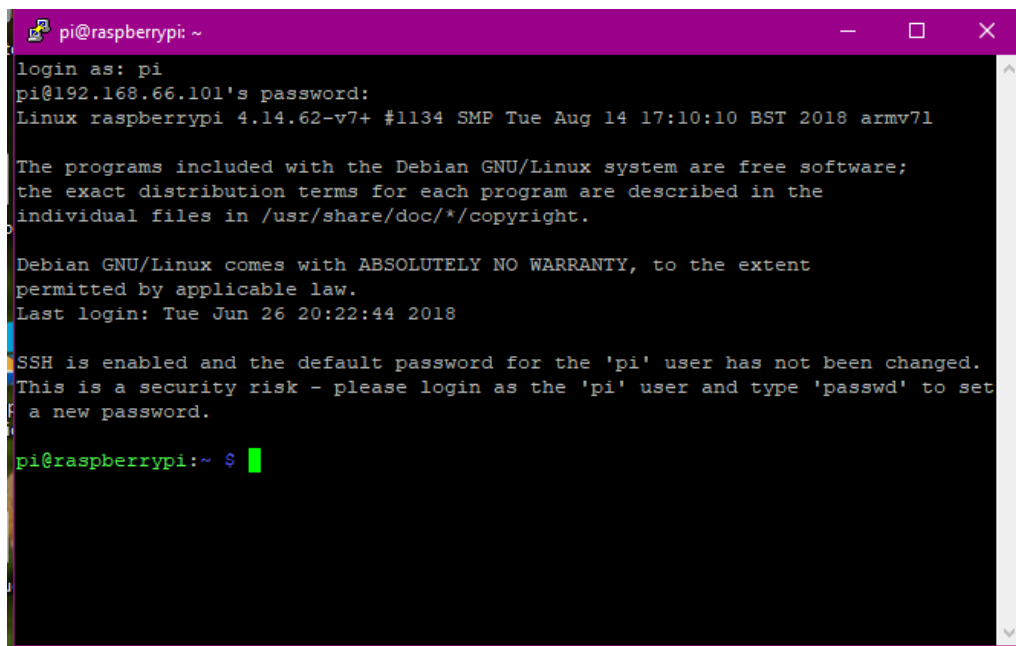 pi@raspberrypi: ~
login as: pi
pi@192.168.66.101's password:
Linux raspberrypi 4.14.62-v7+ #1134 SMP Tue Aug 14 17:10:10 BST 2018 armv7l
The programs included with the Debian GNU/Linux system are free software;
the exact distribution terms for each program are described in the
individual files in /usr/share/doc/*/copyright.
Debian GNU/Linux comes with ABSOLUTELY NO WARRANTY, to the extent
permitted by applicable law.
Last login: Tue Jun 26 20:22:44 2018
SSH is enabled and the default password for the 'pi' user has not been changed.
This is a security risk - please login as the 'pi' user and type 'passwd' to set
a new password.
pi@raspberrypi:~ $